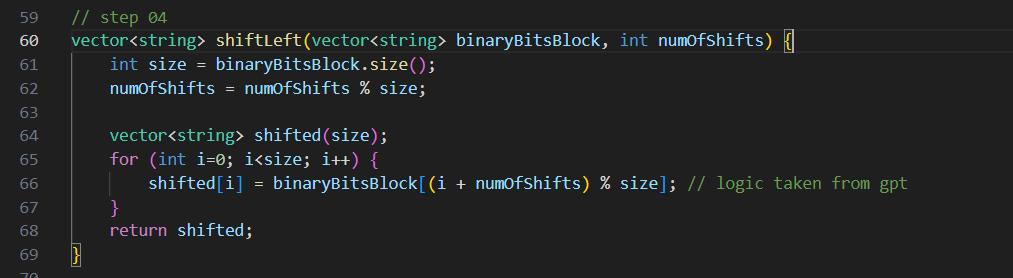 59 // step 04
60 vector<string> shiftLeft(vector<string> binaryBitsBlock, int numOfShifts) {
61     int size = binaryBitsBlock.size();
62     numOfShifts = numOfShifts % size;
63
64     vector<string> shifted(size);
65     for (int i=0; i<size; i++) {
66         shifted[i] = binaryBitsBlock[(i + numOfShifts) % size]; // logic taken from gpt
67     }
68     return shifted;
69 }
70